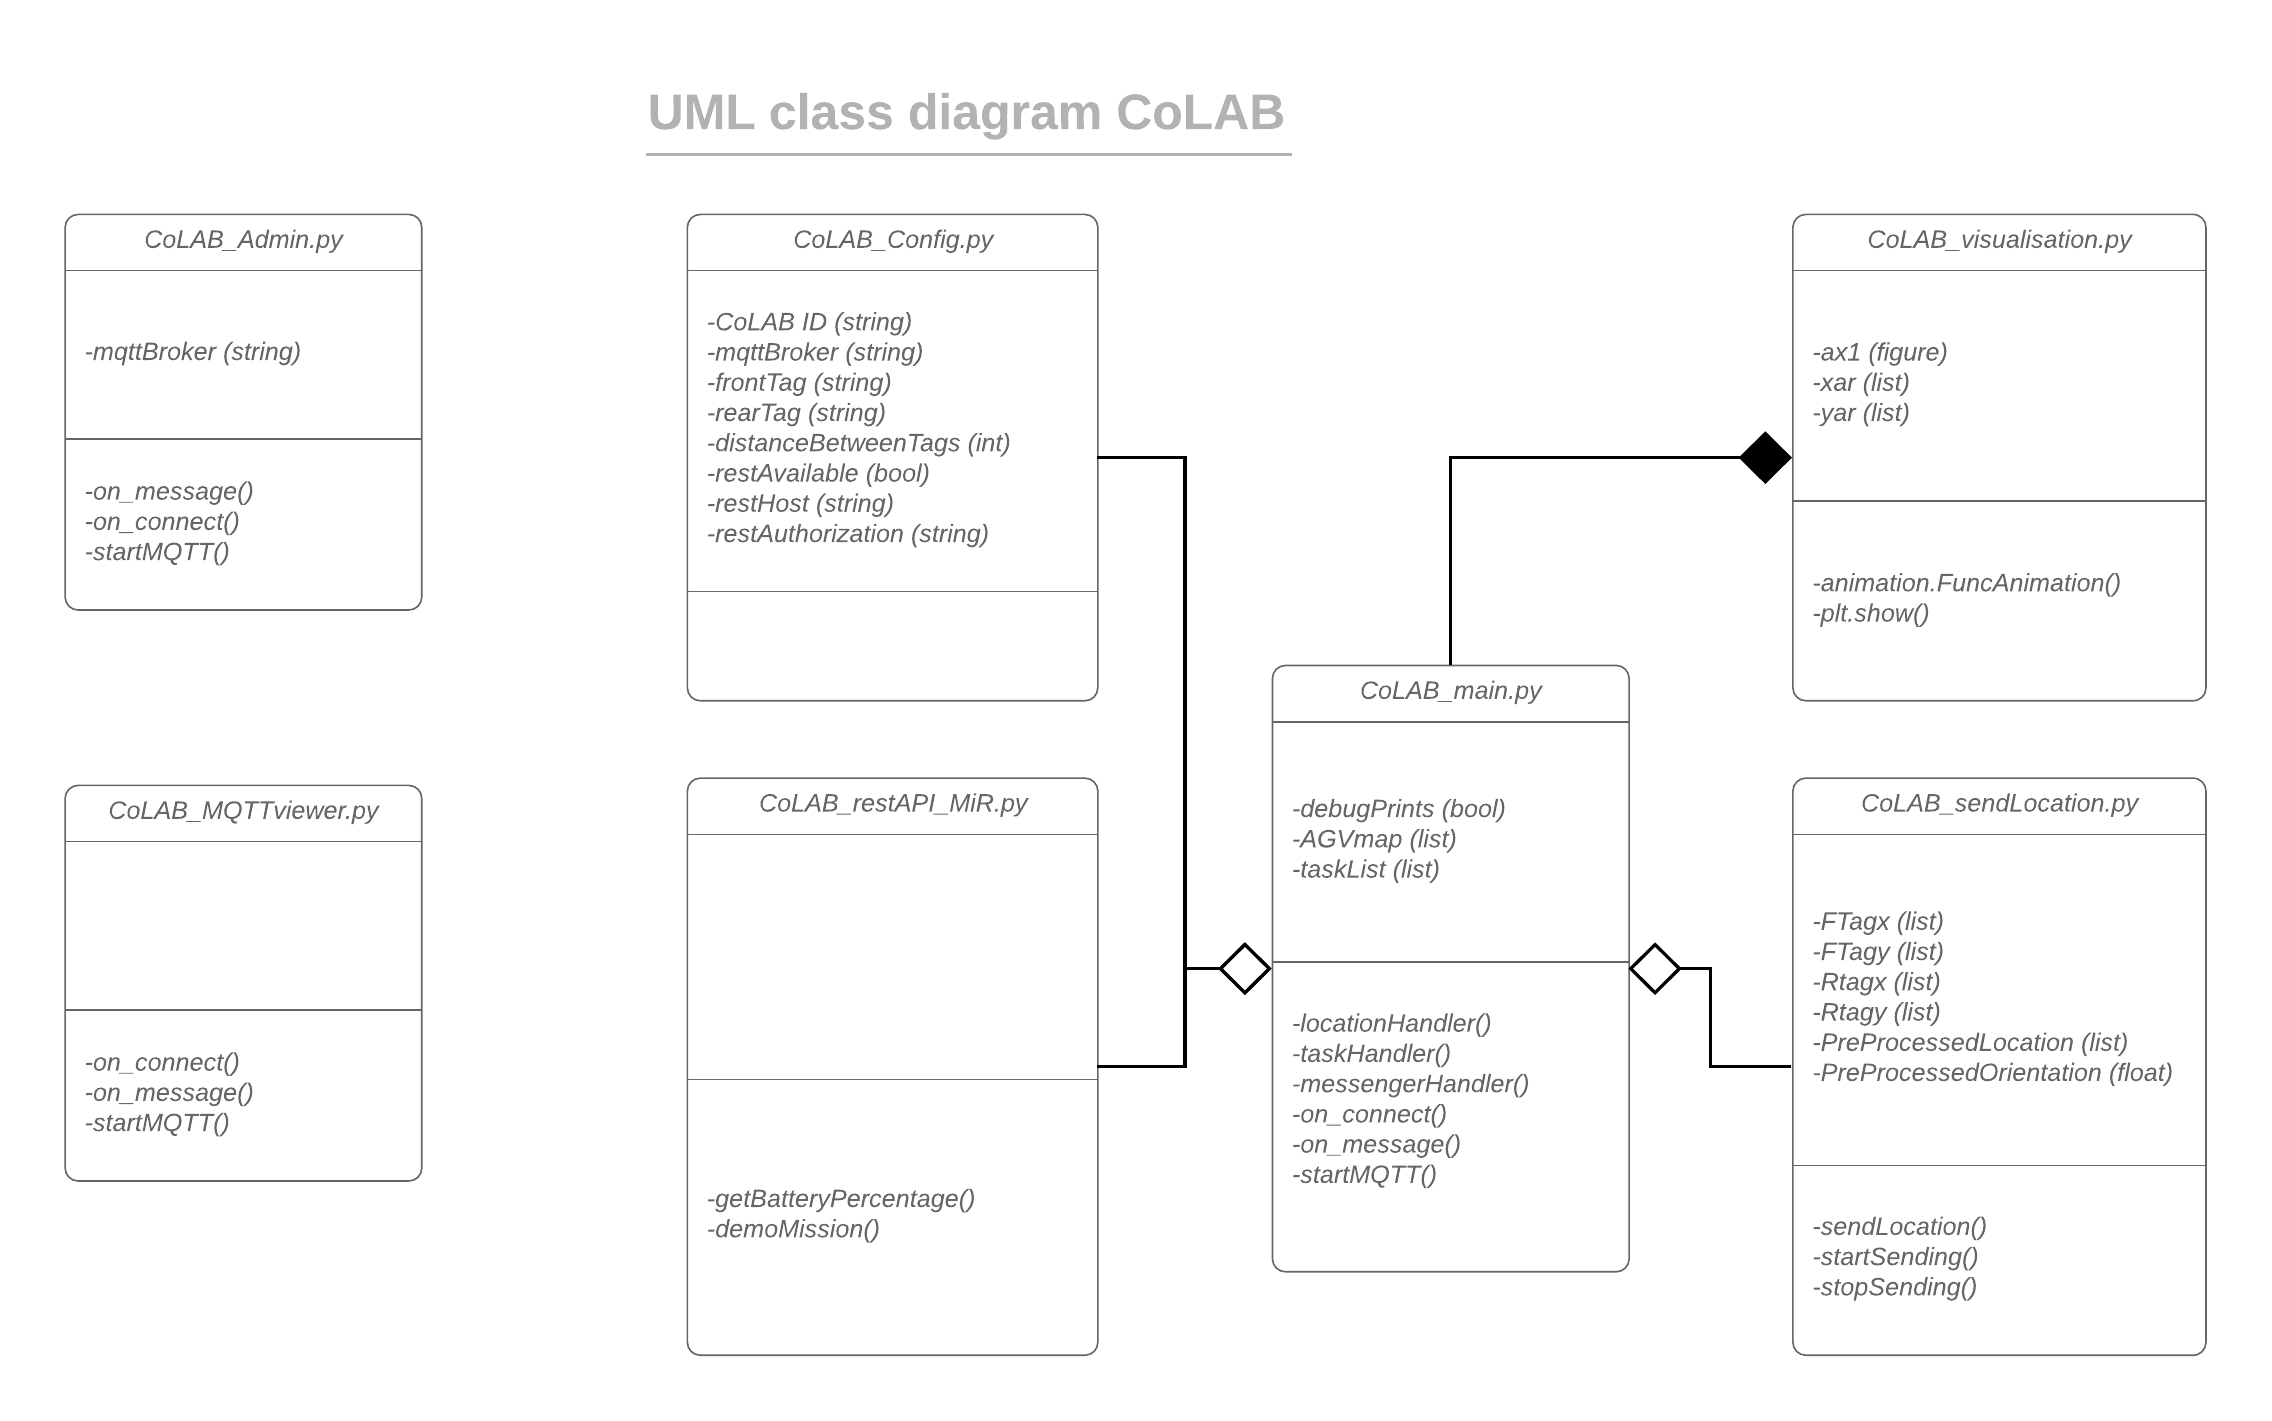 UML class diagram CoLAB
CoLAB_Admin.py
-mqttBroker (string)
-on_message()
-on_connect()
-startMQTT()
CoLAB_Config.py
-CoLAB ID (string)
-mqttBroker (string)
-frontTag (string)
-rearTag (string)
-distanceBetweenTags (int)
-restAvailable (bool)
-restHost (string)
-restAuthorization (string)
CoLAB_visualisation.py
-ax1 (figure)
-xar (list)
-yar (list)
-animation.FuncAnimation()
-plt.show()
CoLAB_MQTTviewer.py
-on_connect()
-on_message()
-startMQTT()
CoLAB_restAPI_MiR.py
-getBatteryPercentage()
-demoMission()
CoLAB_main.py
-debugPrints (bool)
-AGVmap (list)
-taskList (list)
-locationHandler()
-taskHandler()
-messengerHandler()
-on_connect()
-on_message()
-startMQTT()
CoLAB_sendLocation.py
-FTagx (list)
-FTagy (list)
-Rtagx (list)
-Rtagy (list)
-PreProcessedLocation (list)
-PreProcessedOrientation (float)
-sendLocation()
-startSending()
-stopSending()